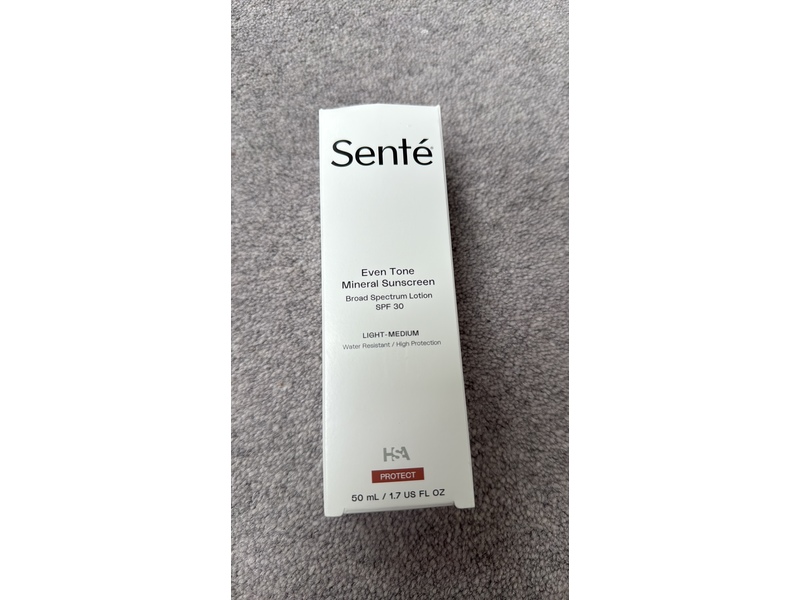 Senté
Even Tone
Mineral Sunscreen
Broad Spectrum Lotion
SPF 30
LIGHT-MEDIUM
Water Resistant / High Protection
HSA
PROTECT
50 mL / 1.7 US FL OZ